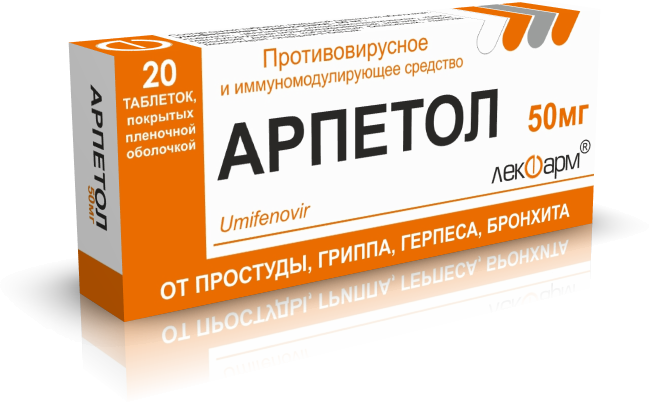 20
ТАБЛЕТОК,
покрытых
пленочной
оболочкой
АРПЕТОЛ
50мг
Противовирусное
и иммуномодулирующее средство
АРПЕТОЛ
50мг
лекФарм®
Umifenovir
ОТ ПРОСТУДЫ, ГРИППА, ГЕРПЕСА, БРОНХИТА